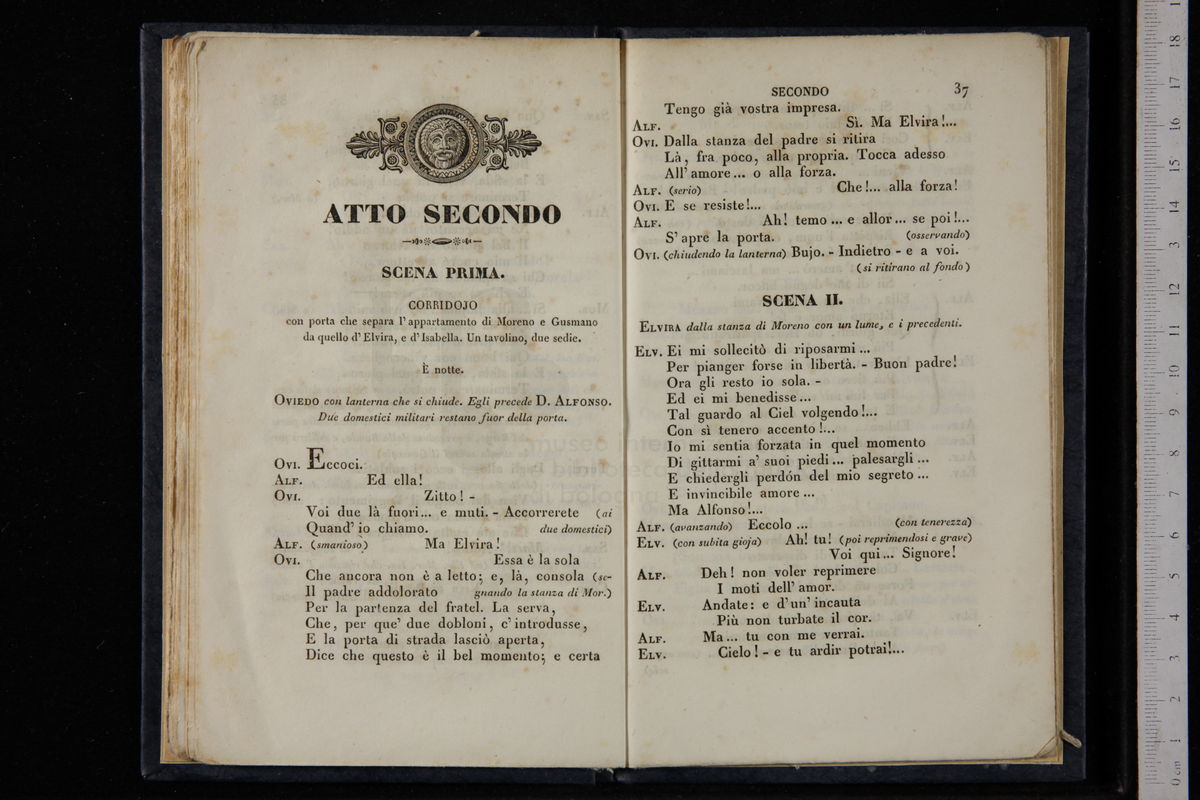 ATTO SECONDO
SCENA PRIMA.
CORRIDOJO
con porta che separa l'appartamento di Moreno e Gusmano
da quello d'Elvira, e d'Isabella. Un tavolino, due sedie.
È notte.
OVIEDO con lanterna che si chiude. Egli precede D. ALFONSO.
Due domestici militari restano fuor della porta.
OVI. Eccoci.
ALF. Ed ella!
OVI. Zitto! -
Voi due là fuori... e muti. - Accorrerete (ai
Quand' io chiamo. due domestici)
ALF. (smanioso) Ma Elvira!
OVI. Essa è la sola
Che ancora non è a letto; e, là, consola (se-
Il padre addolorato gnando la stanza di Mor.)
Per la partenza del fratel. La serva,
Che, per que' due dobloni, c'introdusse,
E la porta di strada lasciò aperta,
Dice che questo è il bel momento; e certa
SECONDO 37
Tengo già vostra impresa.
ALF. Sì. Ma Elvira!...
OVI. Dalla stanza del padre si ritira
Là, fra poco, alla propria. Tocca adesso
All' amore... o alla forza.
ALF. (serio) Che!... alla forza!
OVI. E se resiste!...
ALF. Ah! temo... e allor... se poi!...
S' apre la porta. (osservando)
OVI. (chiudendo la lanterna) Bujo. - Indietro - e a voi.
(si ritirano al fondo)
SCENA II.
ELVIRA dalla stanza di Moreno con un lume, e i precedenti.
ELV. Ei mi sollecitò di riposarmi...
Per pianger forse in libertà. - Buon padre!
Ora gli resto io sola. -
Ed ei mi benedisse...
Tal guardo al Ciel volgendo!...
Con sì tenero accento!...
Io mi sentia forzata in quel momento
Di gittarmi a' suoi piedi... palesargli...
E chiedergli perdón del mio segreto...
E invincibile amore...
Ma Alfonso!...
ALF. (avanzando) Eccolo... (con tenerezza)
ELV. (con subita gioja) Ah! tu! (poi reprimendosi e grave)
Voi qui... Signore!
ALF. Deh! non voler reprimere
I moti dell' amor.
ELV. Andate: e d'un' incauta
Più non turbate il cor.
ALF. Ma... tu con me verrai.
ELV. Cielo! - e tu ardir potrai!...